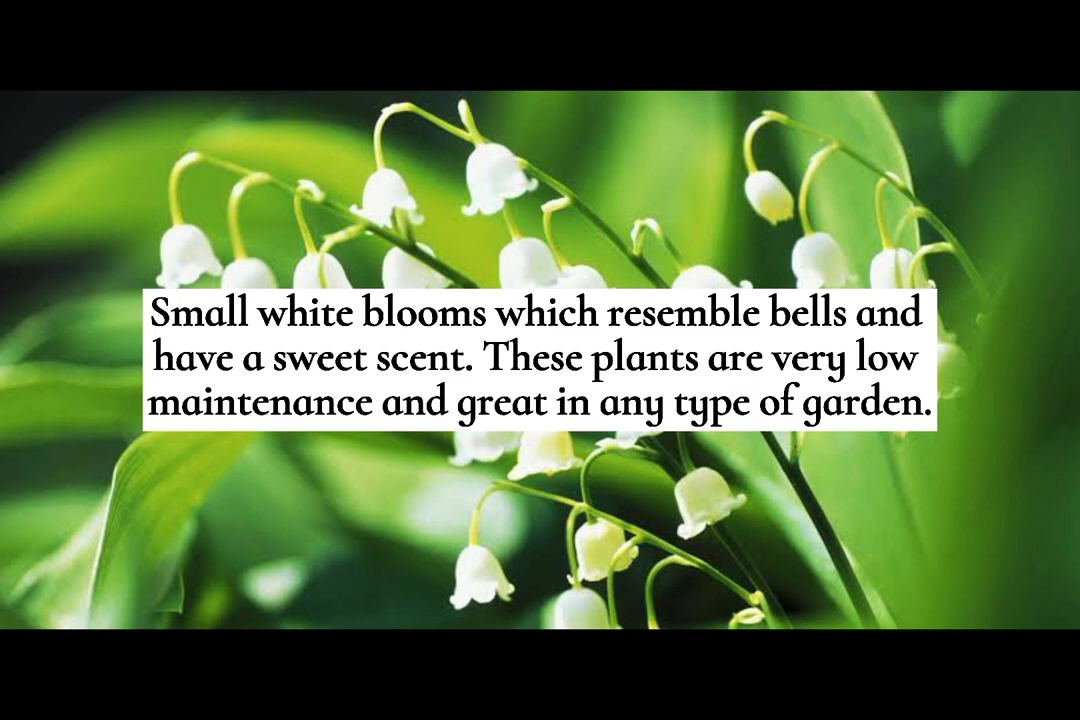 Small white blooms which resemble bells and
have a sweet scent. These plants are very low
maintenance and great in any type of garden.